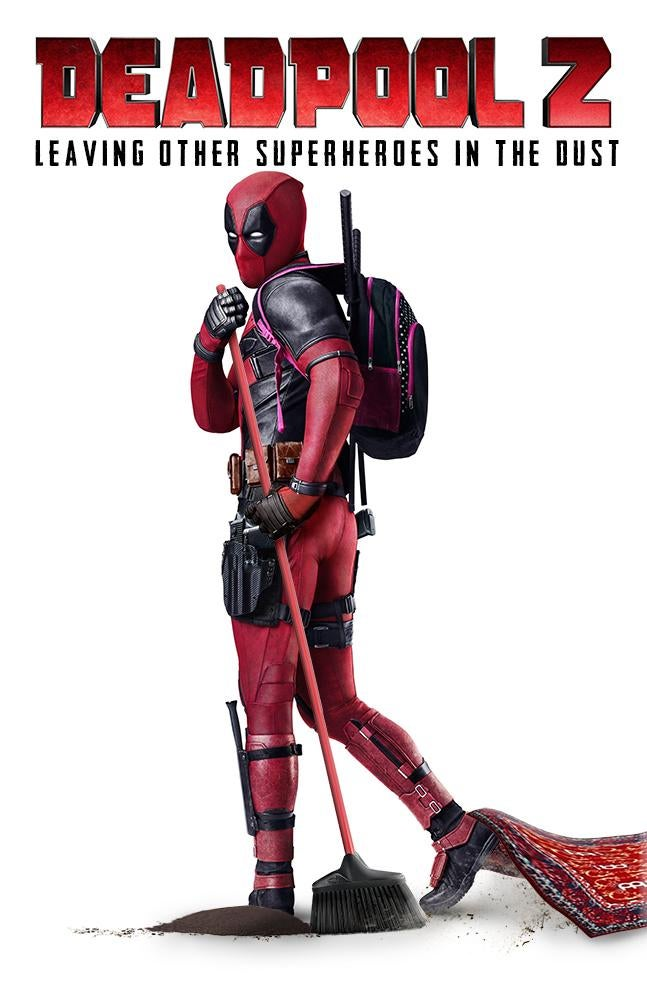 DEADPOOL 2
LEAVING OTHER SUPERHEROES IN THE DUST